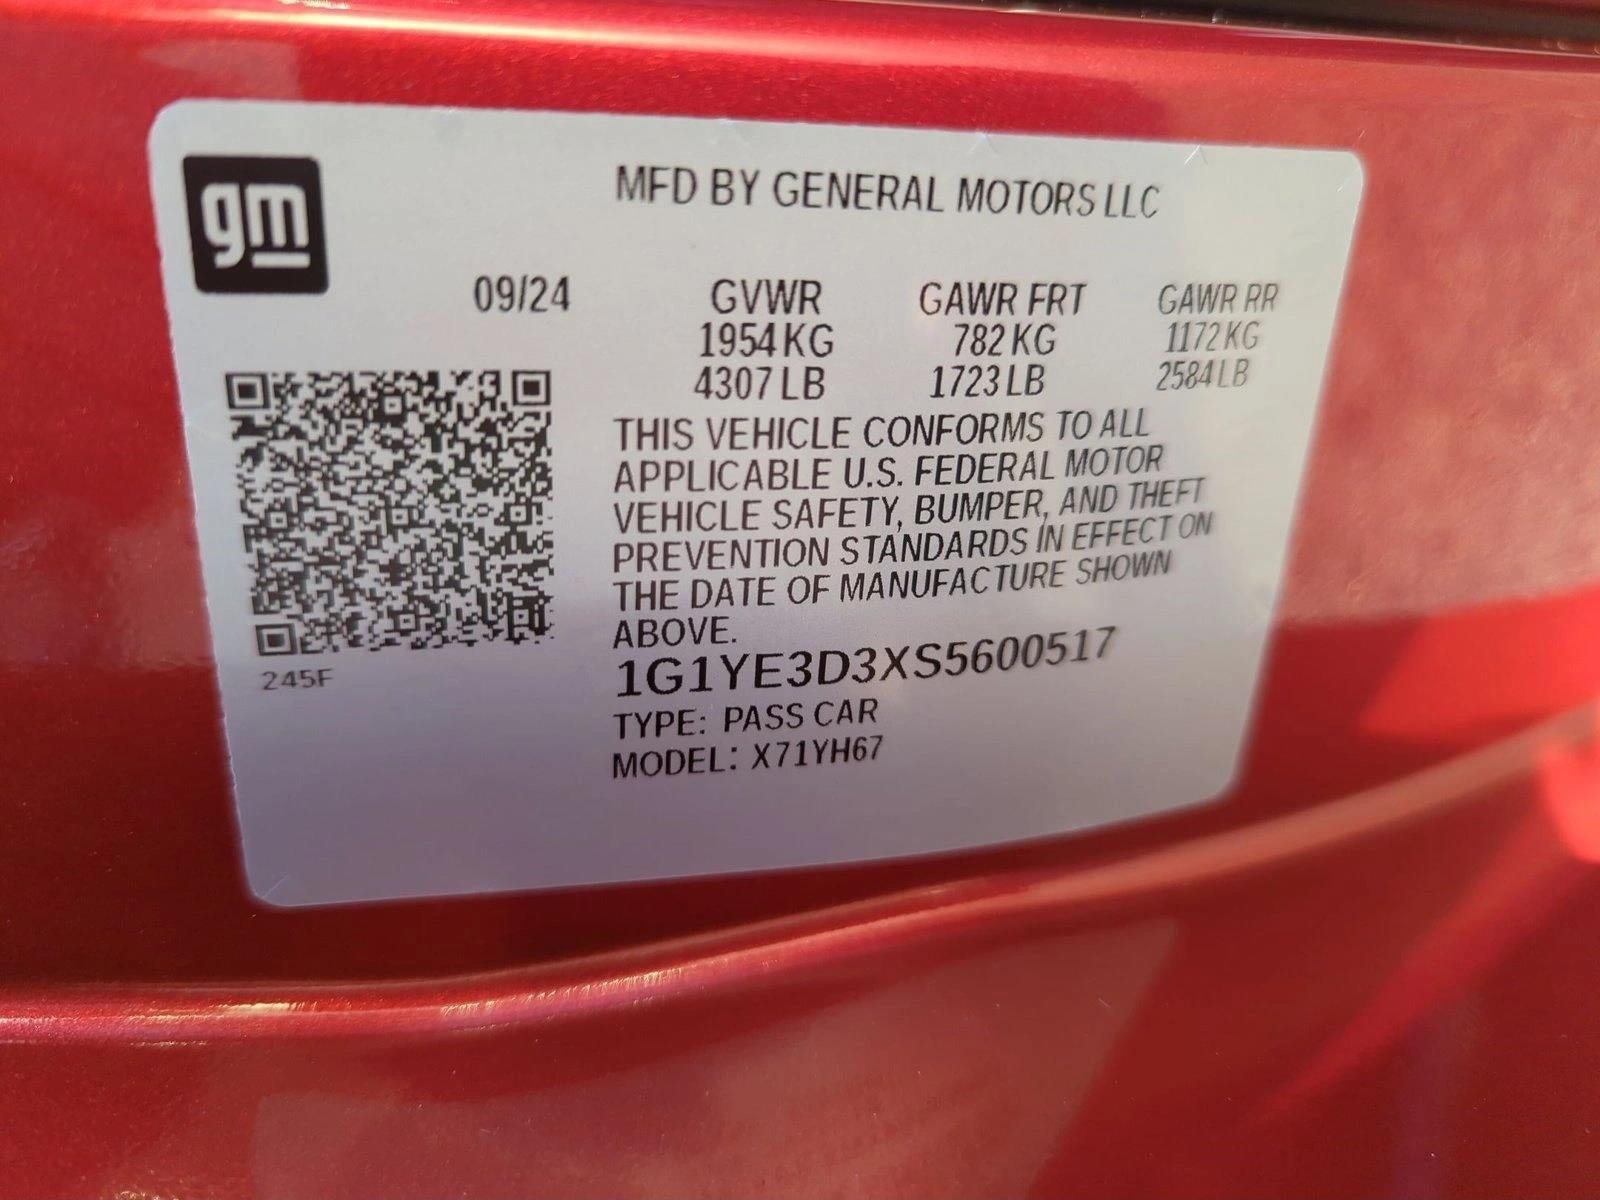 gm
MFD BY GENERAL MOTORS LLC
09/24 GVWR GAWR FRT GAWR RR
1954 KG 782 KG 1172 KG
4307 LB 1723 LB 2584 LB
THIS VEHICLE CONFORMS TO ALL
APPLICABLE U.S. FEDERAL MOTOR
VEHICLE SAFETY, BUMPER, AND THEFT
PREVENTION STANDARDS IN EFFECT ON
THE DATE OF MANUFACTURE SHOWN
ABOVE.
245F
1G1YE3D3XS5600517
TYPE: PASS CAR
MODEL: X71YH67